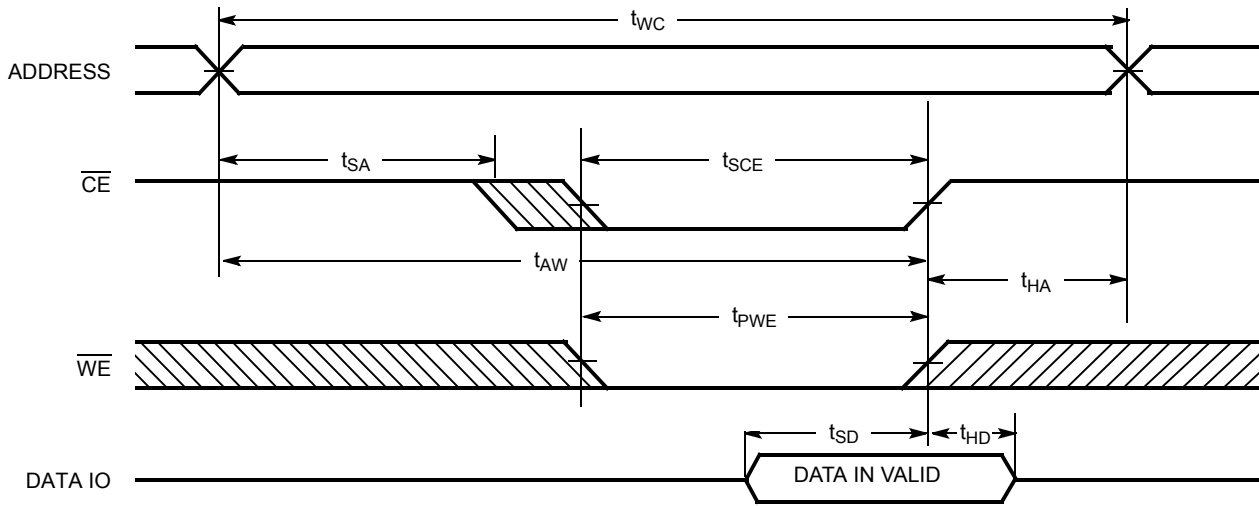 tWC
ADDRESS
tSA
tSCE
CE
tAW
tHA
tPWE
WE
tSD
tHD
DATA IO
DATA IN VALID